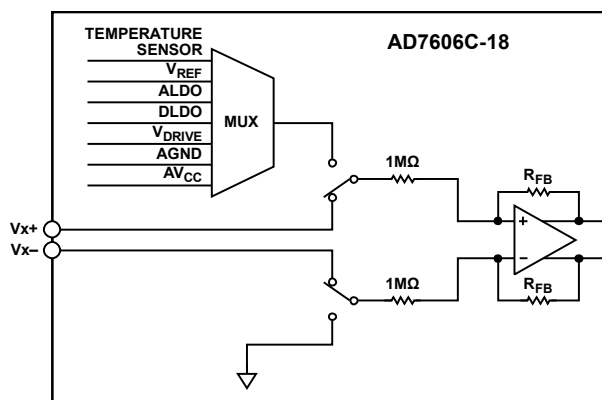 TEMPERATURE
SENSOR
AD7606C-18
VREF
ALDO
DLDO
VDRIVE
AGND
AVCC
MUX
1MΩ
RFB
Vx+
Vx–
+
–
1MΩ
RFB